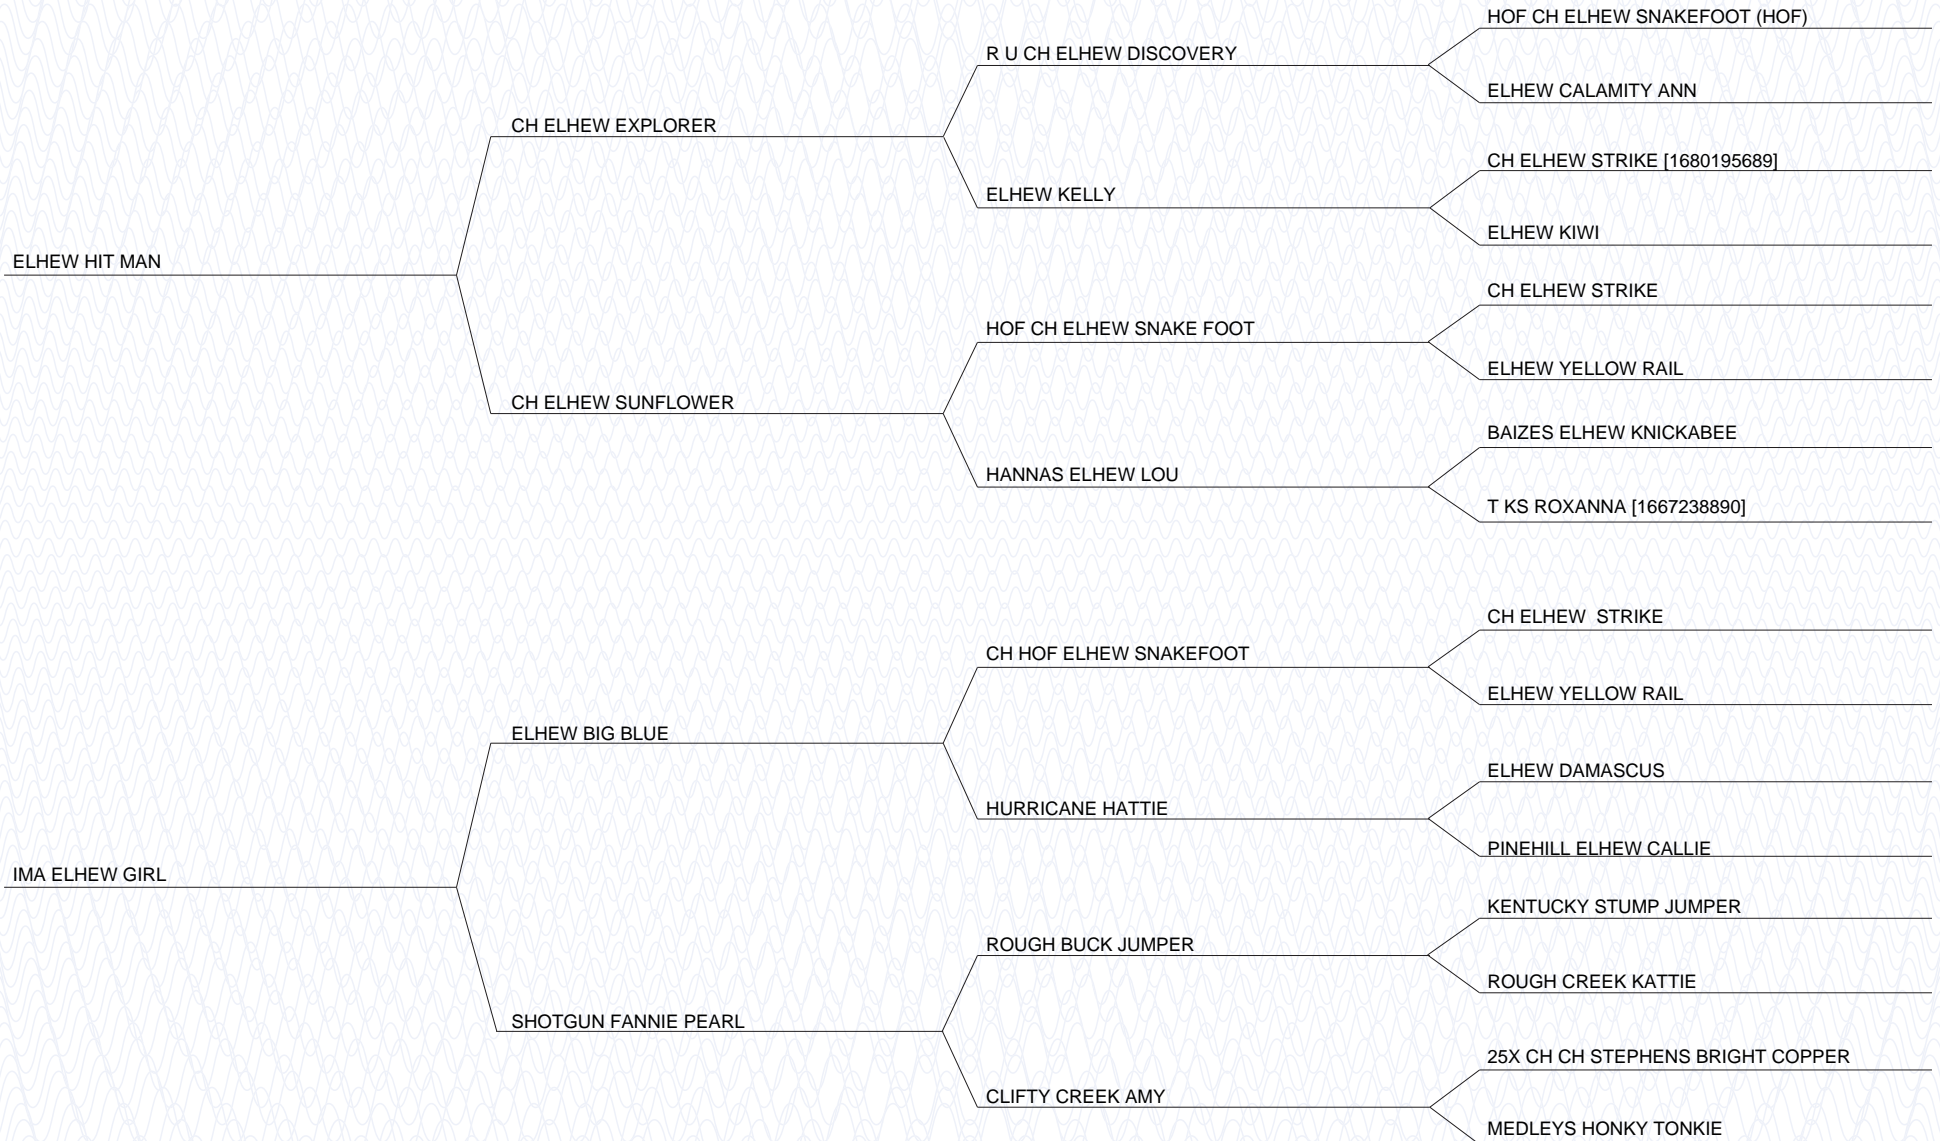 HOF CH ELHEW SNAKEFOOT (HOF)
R U CH ELHEW DISCOVERY
ELHEW CALAMITY ANN
CH ELHEW EXPLORER
CH ELHEW STRIKE [1680195689]
ELHEW KELLY
ELHEW KIWI
ELHEW HIT MAN
CH ELHEW STRIKE
HOF CH ELHEW SNAKE FOOT
ELHEW YELLOW RAIL
CH ELHEW SUNFLOWER
BAIZES ELHEW KNICKABEE
HANNAS ELHEW LOU
T KS ROXANNA [1667238890]
CH ELHEW  STRIKE
CH HOF ELHEW SNAKEFOOT
ELHEW YELLOW RAIL
ELHEW BIG BLUE
ELHEW DAMASCUS
HURRICANE HATTIE
PINEHILL ELHEW CALLIE
IMA ELHEW GIRL
KENTUCKY STUMP JUMPER
ROUGH BUCK JUMPER
ROUGH CREEK KATTIE
SHOTGUN FANNIE PEARL
25X CH CH STEPHENS BRIGHT COPPER
CLIFTY CREEK AMY
MEDLEYS HONKY TONKIE